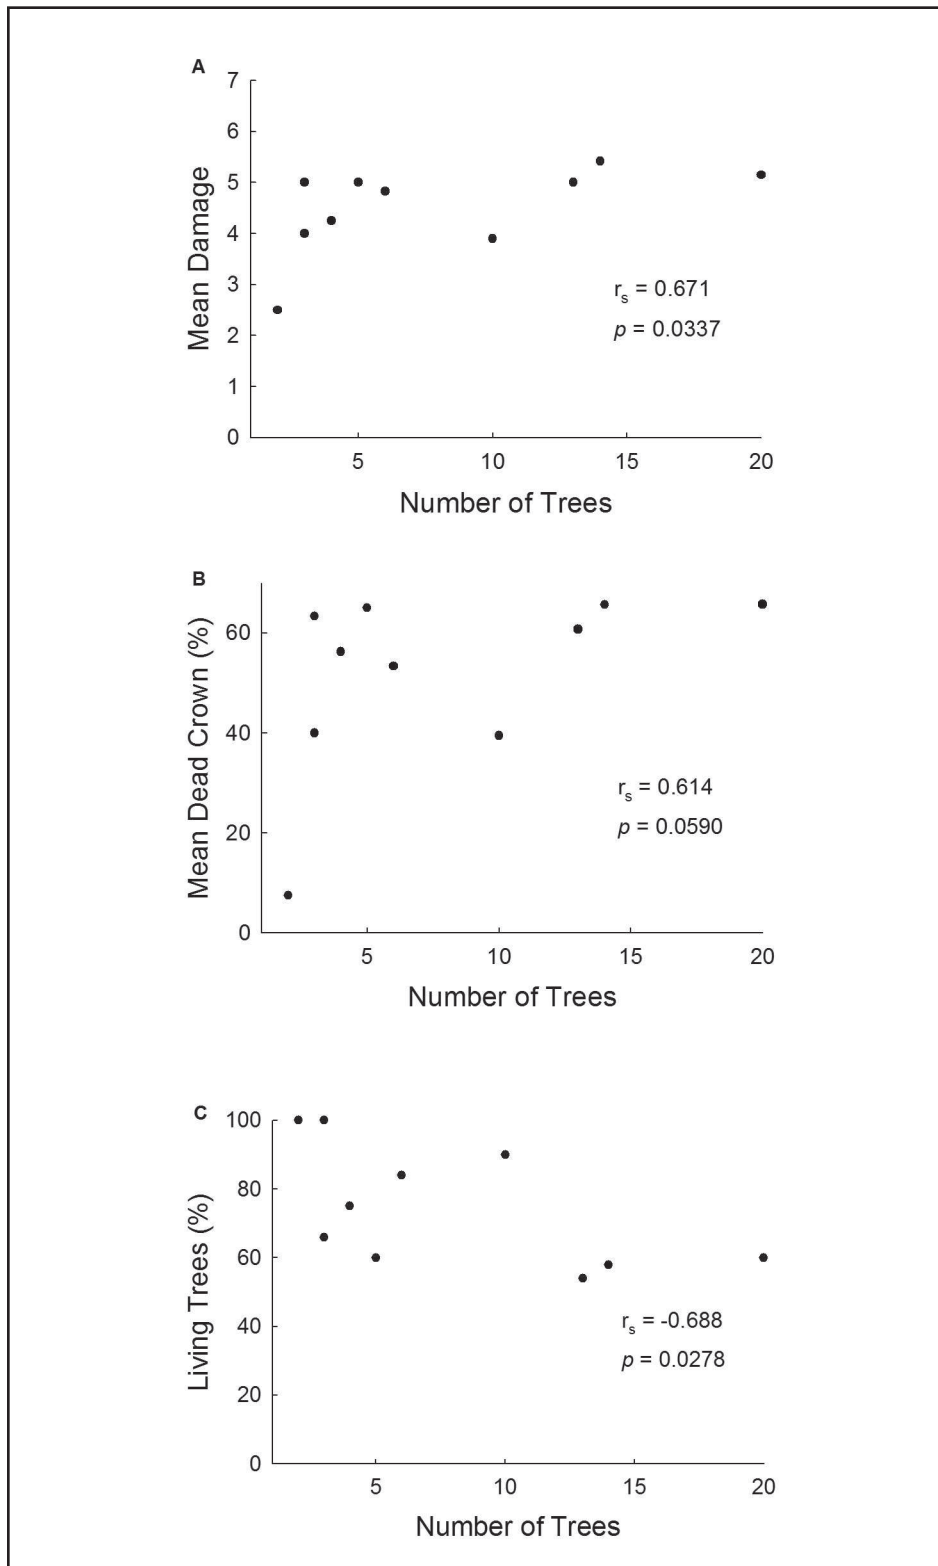 A
7
6
5
4
3
2
1
0
Mean Damage
r_s = 0.671
p = 0.0337
5 10 15 20
Number of Trees
B
60
40
20
0
Mean Dead Crown (%)
r_s = 0.614
p = 0.0590
5 10 15 20
Number of Trees
C
100
80
60
40
20
0
Living Trees (%)
r_s = -0.688
p = 0.0278
5 10 15 20
Number of Trees